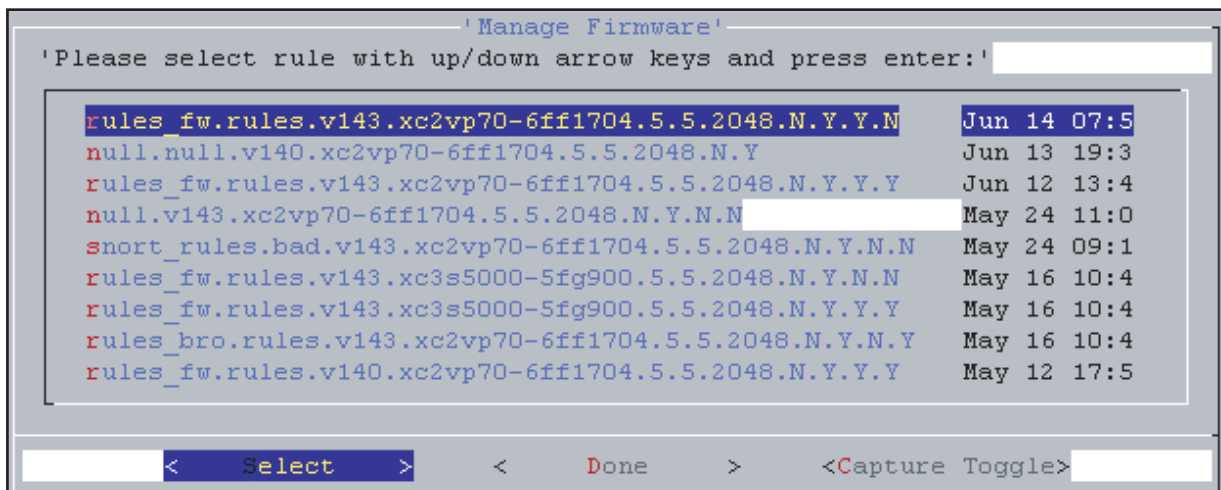 'Manage Firmware'
'Please select rule with up/down arrow keys and press enter:'
rules_fw.rules.v143.xc2vp70-6ff1704.5.5.2048.N.Y.Y.N Jun 14 07:5
null.null.v140.xc2vp70-6ff1704.5.5.2048.N.Y Jun 13 19:3
rules_fw.rules.v143.xc2vp70-6ff1704.5.5.2048.N.Y.Y.Y Jun 12 13:4
null.v143.xc2vp70-6ff1704.5.5.2048.N.Y.N.N May 24 11:0
snort_rules.bad.v143.xc2vp70-6ff1704.5.5.2048.N.Y.N.N May 24 09:1
rules_fw.rules.v143.xc3s5000-5fg900.5.5.2048.N.Y.N.N May 16 10:4
rules_fw.rules.v143.xc3s5000-5fg900.5.5.2048.N.Y.Y.Y May 16 10:4
rules_bro.rules.v143.xc2vp70-6ff1704.5.5.2048.N.Y.N.Y May 16 10:4
rules_fw.rules.v140.xc2vp70-6ff1704.5.5.2048.N.Y.Y.Y May 12 17:5
< Select > < Done > <Capture Toggle>